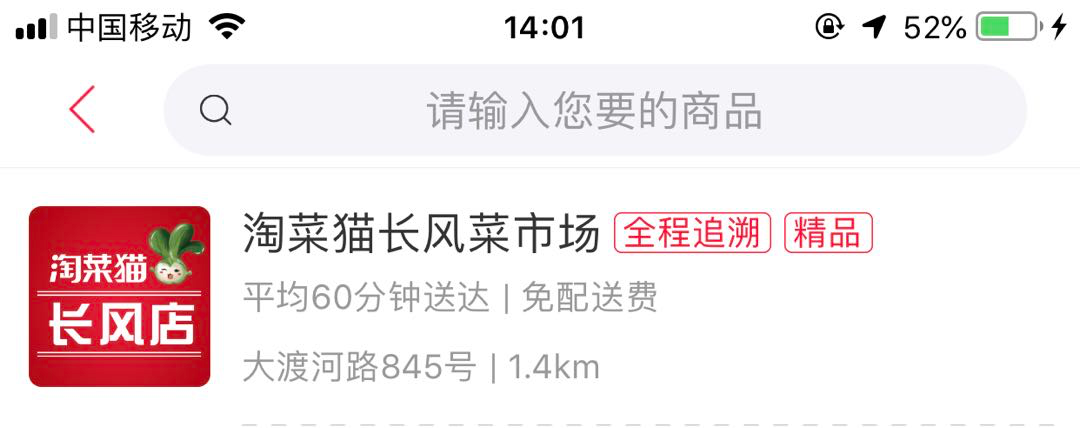 中国移动 14:01 52%
请输入您要的商品
淘菜猫长风菜市场 全程追溯 精品
淘菜猫
长风店
平均60分钟送达 | 免配送费
大渡河路845号 | 1.4km